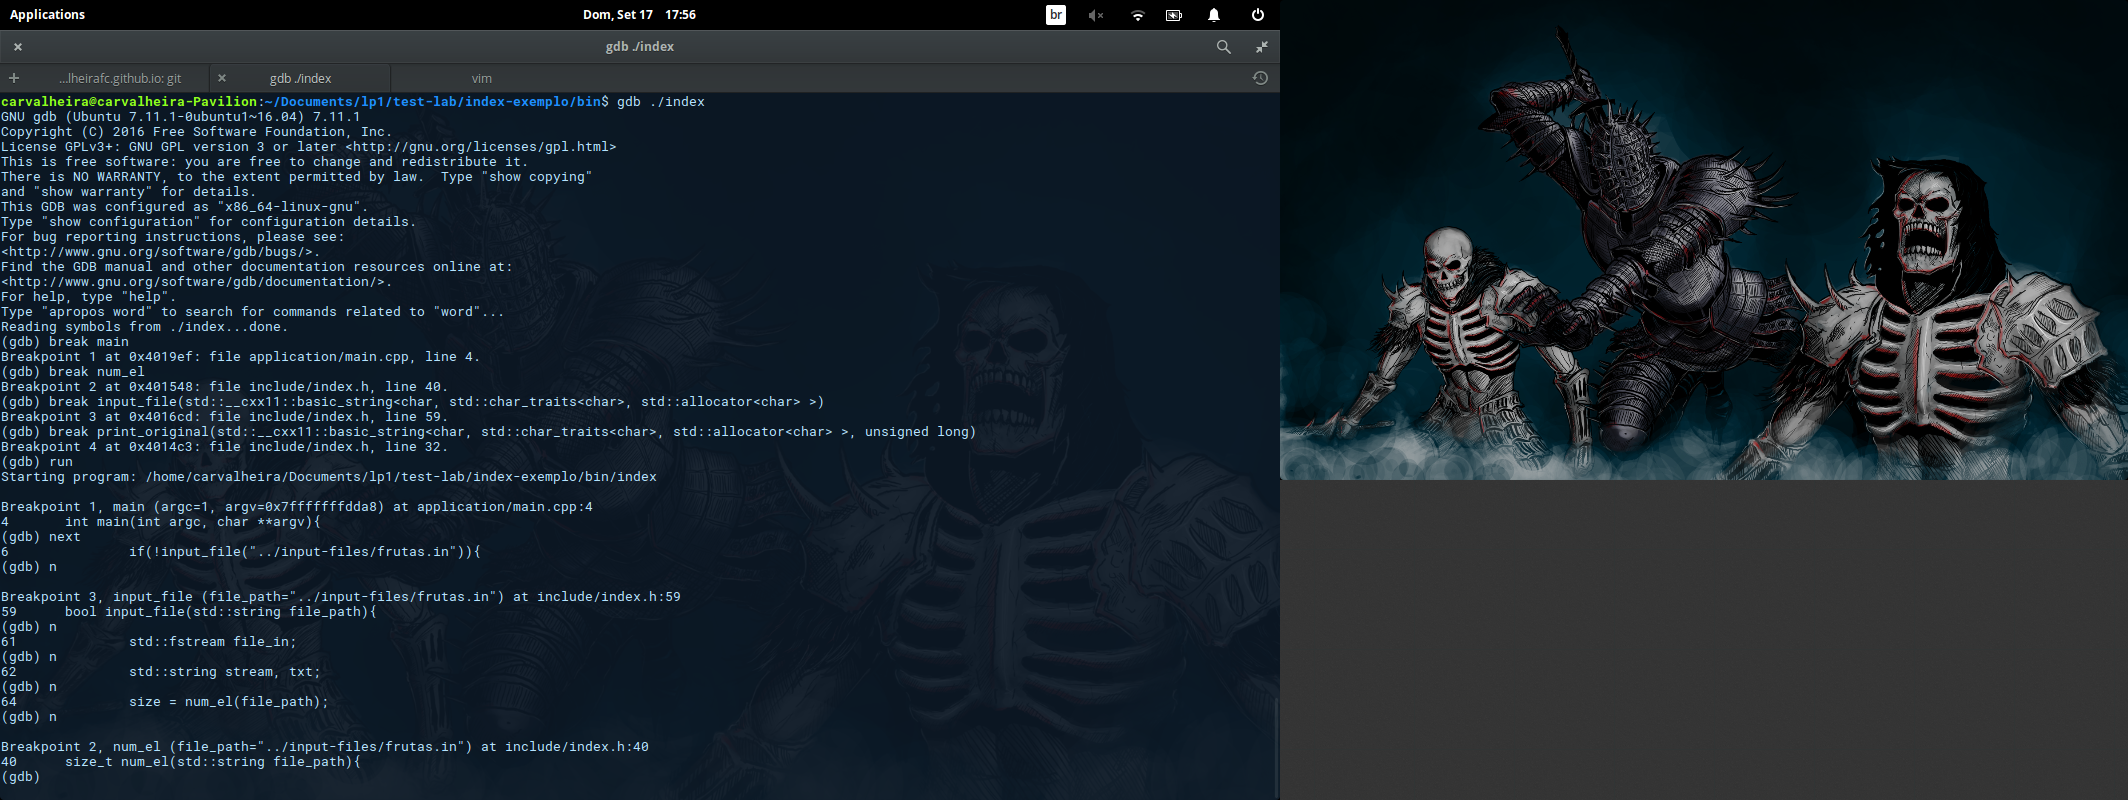 Applications Dom, Set 17 17:56 br
gdb ./index
...lheirafc.github.io: git gdb ./index vim
carvalheira@carvalheira-Pavilion:~/Documents/lp1/test-lab/index-exemplo/bin$ gdb ./index
GNU gdb (Ubuntu 7.11.1-0ubuntu1~16.04) 7.11.1
Copyright (C) 2016 Free Software Foundation, Inc.
License GPLv3+: GNU GPL version 3 or later <http://gnu.org/licenses/gpl.html>
This is free software: you are free to change and redistribute it.
There is NO WARRANTY, to the extent permitted by law.  Type "show copying"
and "show warranty" for details.
This GDB was configured as "x86_64-linux-gnu".
Type "show configuration" for configuration details.
For bug reporting instructions, please see:
<http://www.gnu.org/software/gdb/bugs/>.
Find the GDB manual and other documentation resources online at:
<http://www.gnu.org/software/gdb/documentation/>.
For help, type "help".
Type "apropos word" to search for commands related to "word"...
Reading symbols from ./index...done.
(gdb) break main
Breakpoint 1 at 0x4019ef: file application/main.cpp, line 4.
(gdb) break num_el
Breakpoint 2 at 0x401548: file include/index.h, line 40.
(gdb) break input_file(std::__cxx11::basic_string<char, std::char_traits<char>, std::allocator<char> >)
Breakpoint 3 at 0x4016cd: file include/index.h, line 59.
(gdb) break print_original(std::__cxx11::basic_string<char, std::char_traits<char>, std::allocator<char> >, unsigned long)
Breakpoint 4 at 0x4014c3: file include/index.h, line 32.
(gdb) run
Starting program: /home/carvalheira/Documents/lp1/test-lab/index-exemplo/bin/index
Breakpoint 1, main (argc=1, argv=0x7fffffffdda8) at application/main.cpp:4
4       int main(int argc, char **argv){
(gdb) next
6               if(!input_file("../input-files/frutas.in")){
(gdb) n
Breakpoint 3, input_file (file_path="../input-files/frutas.in") at include/index.h:59
59      bool input_file(std::string file_path){
(gdb) n
61              std::fstream file_in;
(gdb) n
62              std::string stream, txt;
(gdb) n
64              size = num_el(file_path);
(gdb) n
Breakpoint 2, num_el (file_path="../input-files/frutas.in") at include/index.h:40
40      size_t num_el(std::string file_path){
(gdb)